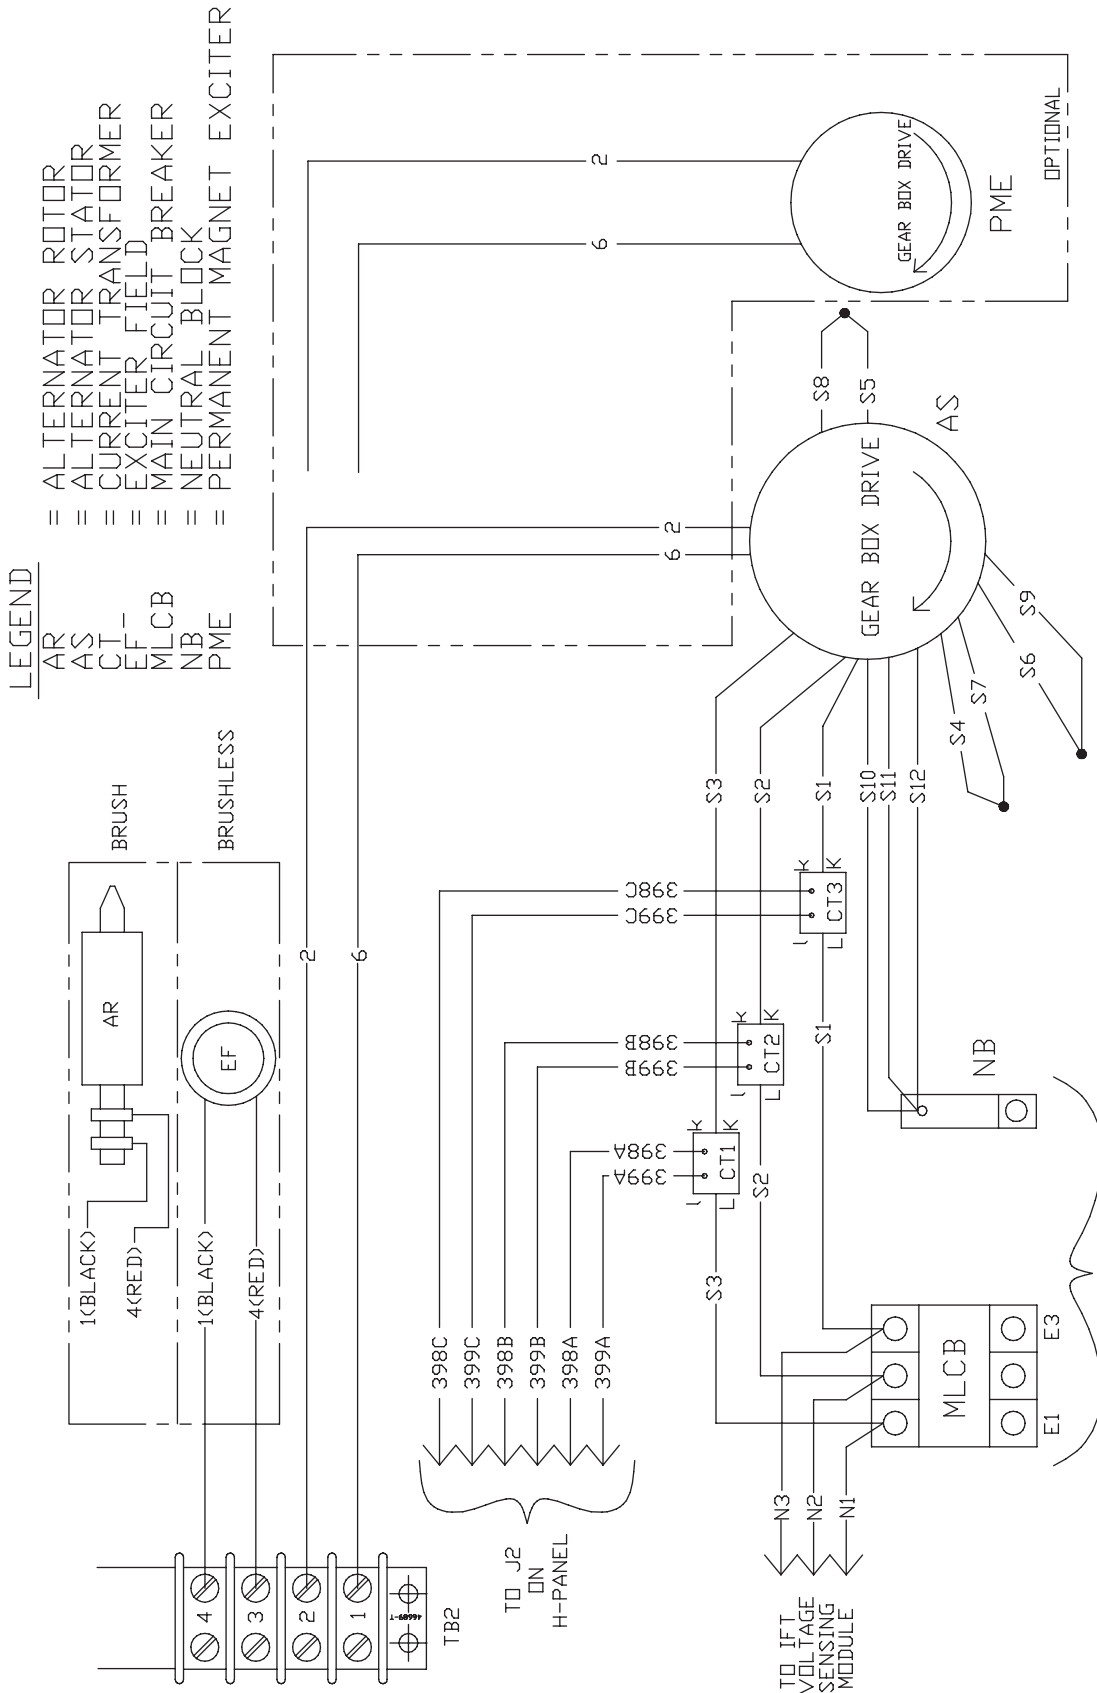 LEGEND
AR = ALTERNATOR ROTOR
AS = ALTERNATOR STATOR
CT- = CURRENT TRANSFORMER
EF = EXCITER FIELD
MLCB = MAIN CIRCUIT BREAKER
NB = NEUTRAL BLOCK
PME = PERMANENT MAGNET EXCITER
BRUSH
AR
1(BLACK)
4(RED)
BRUSHLESS
EF
1(BLACK)
4(RED)
4
3
2
1
46609-T
TB2
2
6
2
6
2
6
GEAR BOX DRIVE
PME
OPTIONAL
GEAR BOX DRIVE
AS
S8
S5
S3
S2
S1
S10
S11
S12
S4
S7
S6
S9
398C
399C
398B
399B
398A
399A
398C
399C
398B
399B
398A
399A
TO J2
ON
H-PANEL
k
K
l
L
CT3
k
K
l
L
CT2
k
K
l
L
CT1
S3
S2
S1
NB
MLCB
E1
E3
N3
N2
N1
TO IFT
VOLTAGE
SENSING
MODULE